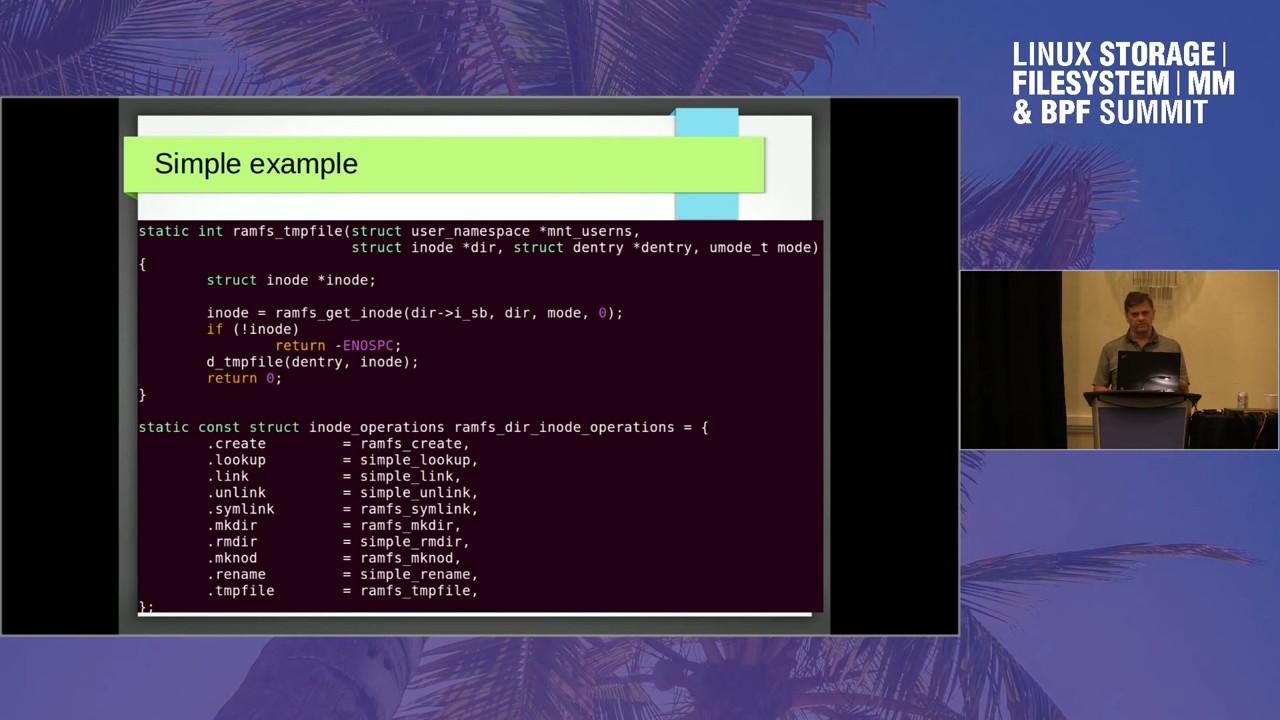 LINUX STORAGE |
FILESYSTEM | MM
& BPF SUMMIT
Simple example
static int ramfs_tmpfile(struct user_namespace *mnt_userns,
                         struct inode *dir, struct dentry *dentry, umode_t mode)
{
        struct inode *inode;
        inode = ramfs_get_inode(dir->i_sb, dir, mode, 0);
        if (!inode)
                return -ENOSPC;
        d_tmpfile(dentry, inode);
        return 0;
}
static const struct inode_operations ramfs_dir_inode_operations = {
        .create         = ramfs_create,
        .lookup         = simple_lookup,
        .link           = simple_link,
        .unlink         = simple_unlink,
        .symlink        = ramfs_symlink,
        .mkdir          = ramfs_mkdir,
        .rmdir          = simple_rmdir,
        .mknod          = ramfs_mknod,
        .rename         = simple_rename,
        .tmpfile        = ramfs_tmpfile,
};